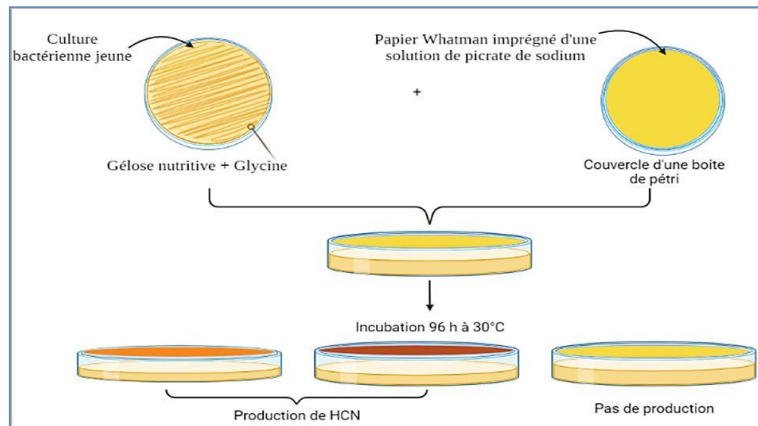 Culture
bactérienne jeune
Papier Whatman imprégné d'une
solution de picrate de sodium
+
Gélose nutritive + Glycine
Couvercle d'une boite
de pétri
Incubation 96 h à 30°C
Production de HCN
Pas de production